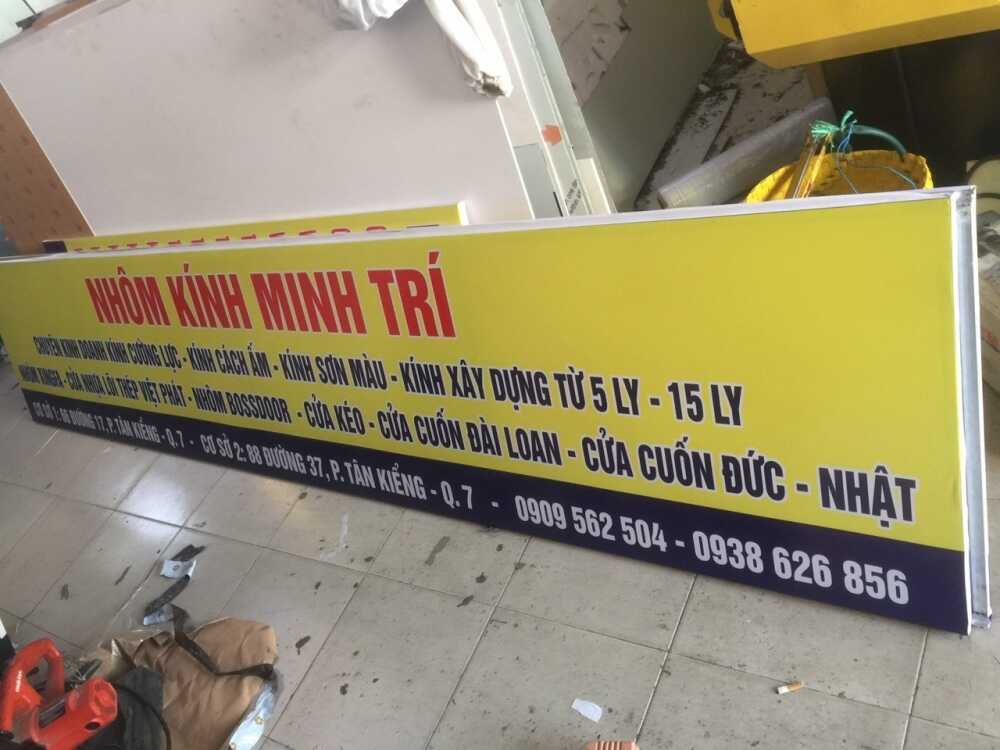 NHÔM KÍNH MINH TRÍ
CHUYÊN KINH DOANH KÍNH CƯỜNG LỰC - KÍNH CÁCH ÂM - KÍNH SƠN MÀU - KÍNH XÂY DỰNG TỪ 5 LY - 15 LY
NHÔM XINGFA - CỬA NHỰA LÕI THÉP VIỆT PHÁT - NHÔM BOSSDOOR - CỬA KÉO - CỬA CUỐN ĐÀI LOAN - CỬA CUỐN ĐỨC - NHẬT
CƠ SỞ 1: 66 ĐƯỜNG 17, P. TÂN KIỂNG - Q. 7 - CƠ SỞ 2: 88 ĐƯỜNG 37, P. TÂN KIỂNG - Q. 7 - 0909 562 504 - 0938 626 856